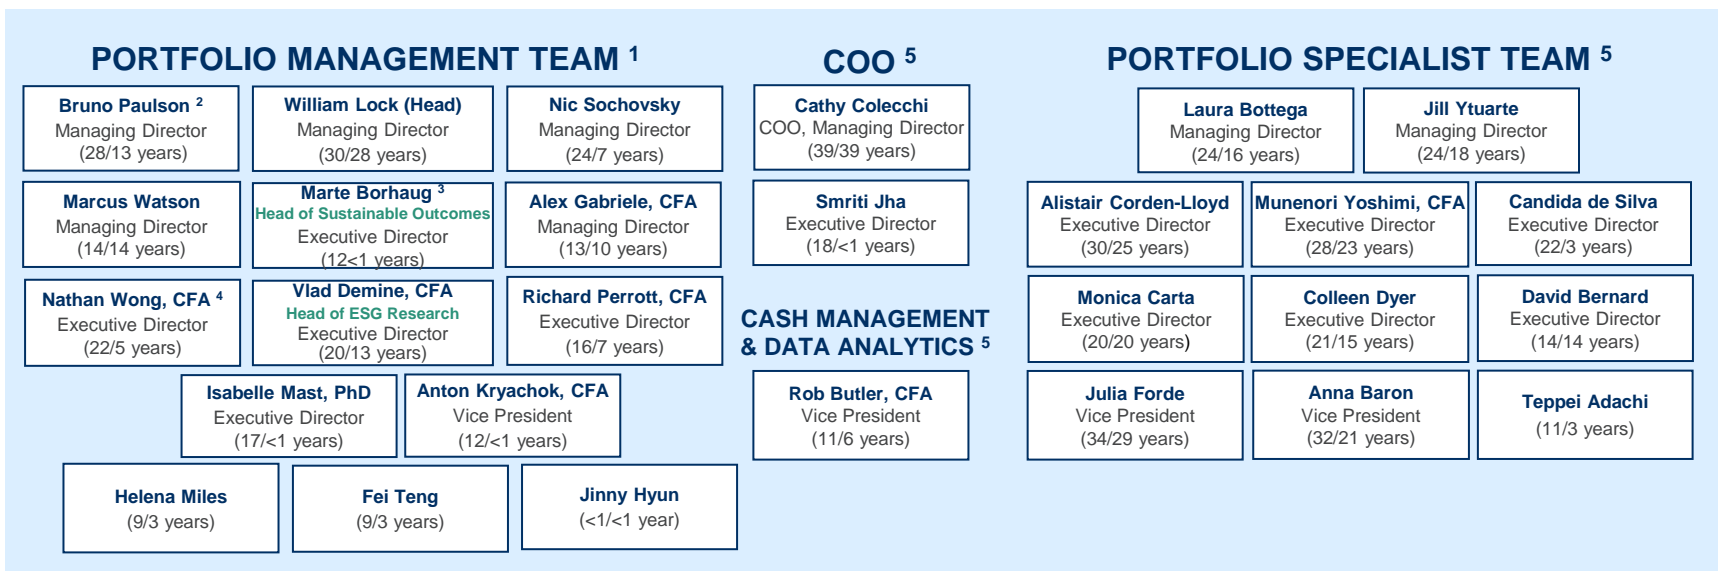 PORTFOLIO MANAGEMENT TEAM 1
Bruno Paulson 2
Managing Director
(28/13 years)
William Lock (Head)
Managing Director
(30/28 years)
Nic Sochovsky
Managing Director
(24/7 years)
Marcus Watson
Managing Director
(14/14 years)
Marte Borhaug 3
Head of Sustainable Outcomes
Executive Director
(12<1 years)
Alex Gabriele, CFA
Managing Director
(13/10 years)
Nathan Wong, CFA 4
Executive Director
(22/5 years)
Vlad Demine, CFA
Head of ESG Research
Executive Director
(20/13 years)
Richard Perrott, CFA
Executive Director
(16/7 years)
Isabelle Mast, PhD
Executive Director
(17/<1 years)
Anton Kryachok, CFA
Vice President
(12/<1 years)
Helena Miles
(9/3 years)
Fei Teng
(9/3 years)
Jinny Hyun
(<1/<1 year)
COO 5
Cathy Colecchi
COO, Managing Director
(39/39 years)
Smriti Jha
Executive Director
(18/<1 years)
CASH MANAGEMENT
& DATA ANALYTICS 5
Rob Butler, CFA
Vice President
(11/6 years)
PORTFOLIO SPECIALIST TEAM 5
Laura Bottega
Managing Director
(24/16 years)
Jill Ytuarte
Managing Director
(24/18 years)
Alistair Corden-Lloyd
Executive Director
(30/25 years)
Munenori Yoshimi, CFA
Executive Director
(28/23 years)
Candida de Silva
Executive Director
(22/3 years)
Monica Carta
Executive Director
(20/20 years)
Colleen Dyer
Executive Director
(21/15 years)
David Bernard
Executive Director
(14/14 years)
Julia Forde
Vice President
(34/29 years)
Anna Baron
Vice President
(32/21 years)
Teppei Adachi
(11/3 years)